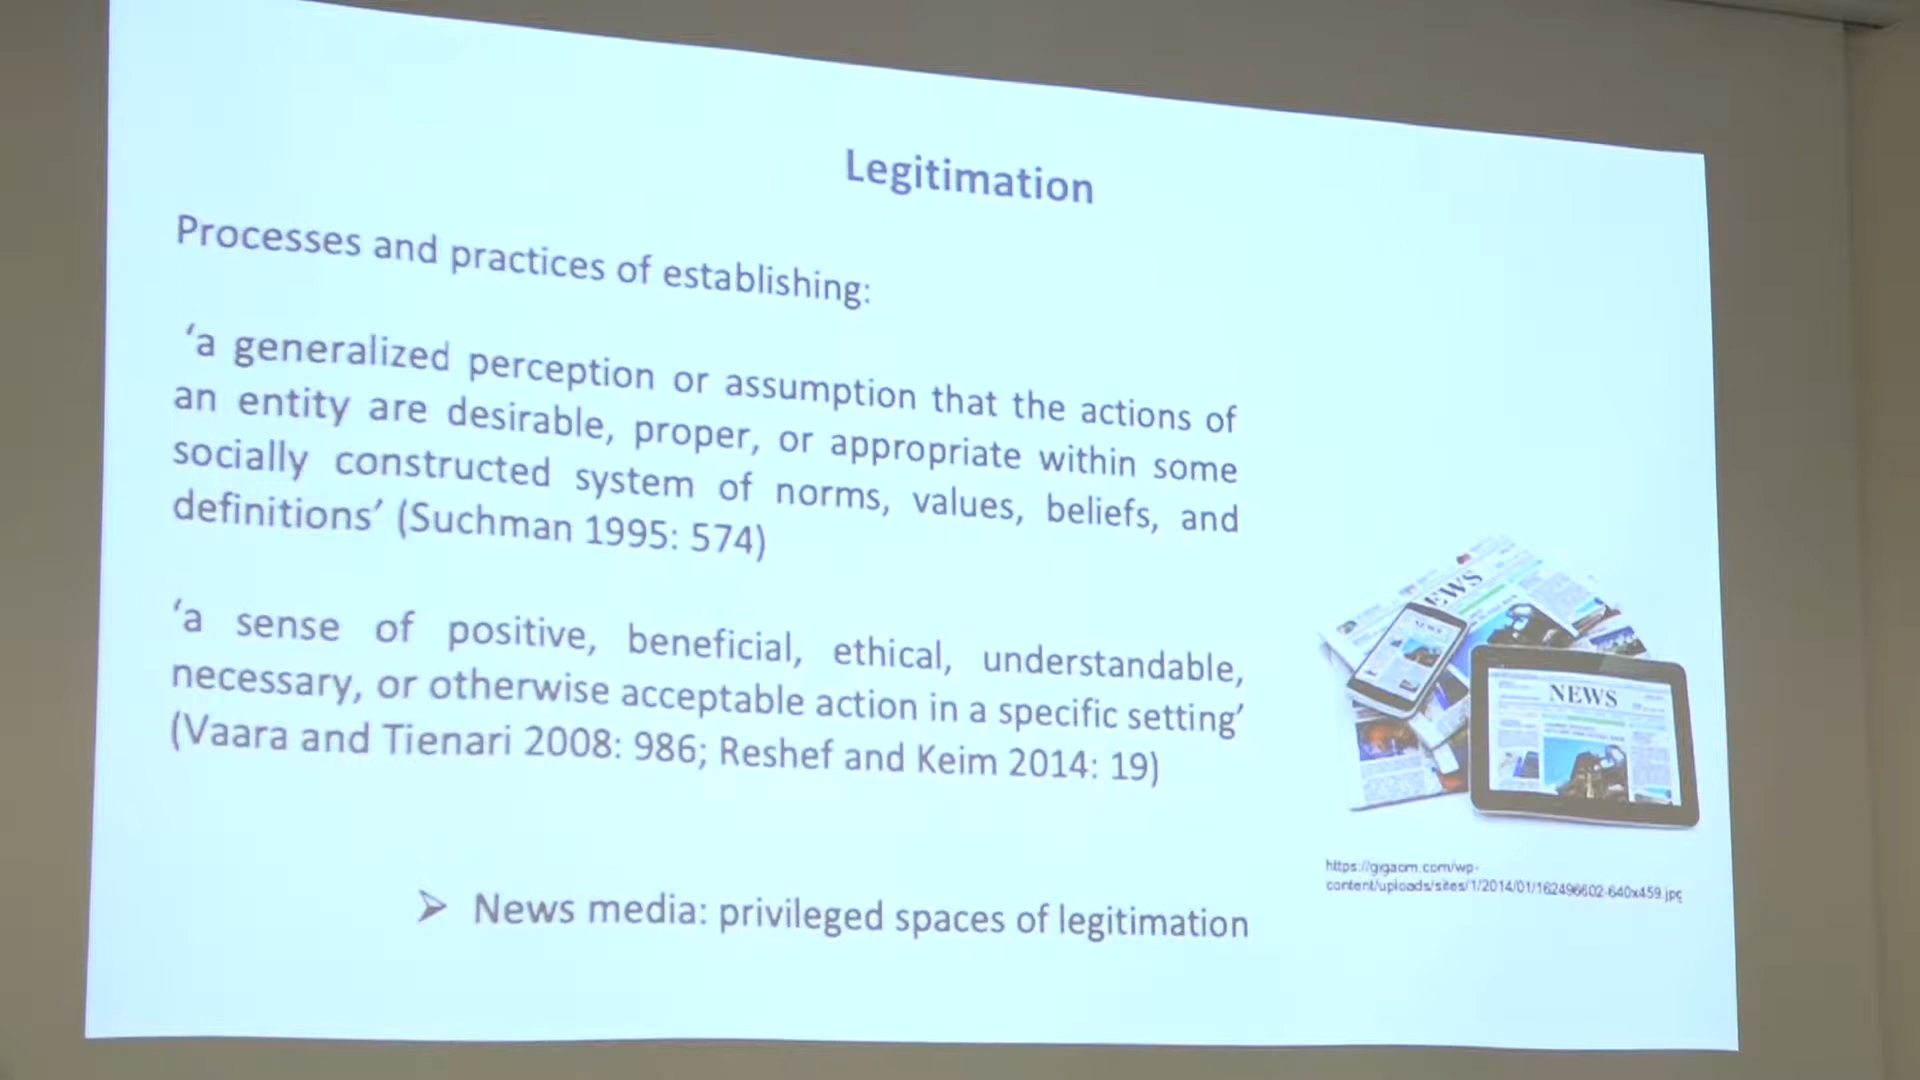 Legitimation
Processes and practices of establishing:
‘a generalized perception or assumption that the actions of
an entity are desirable, proper, or appropriate within some
socially constructed system of norms, values, beliefs, and
definitions’ (Suchman 1995: 574)
‘a sense of positive, beneficial, ethical, understandable,
necessary, or otherwise acceptable action in a specific setting’
(Vaara and Tienari 2008: 986; Reshef and Keim 2014: 19)
➢ News media: privileged spaces of legitimation
EWS
NEWS
NEWS
https://gigaom.com/wp-
content/uploads/sites/1/2014/01/162496602-640x459.jpg